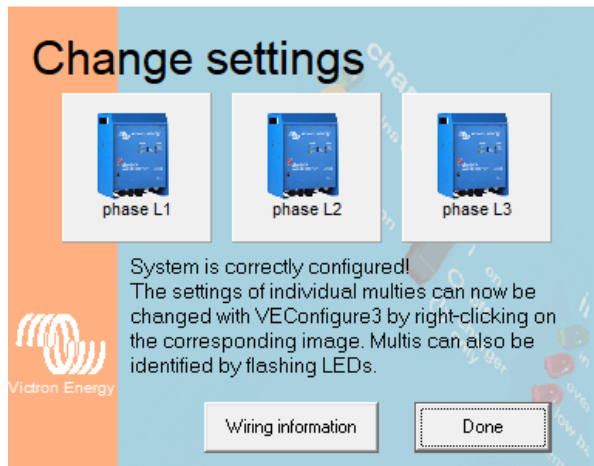 Change settings
phase L1
phase L2
phase L3
System is correctly configured!
The settings of individual multies can now be
changed with VEConfigure3 by right-clicking on
the corresponding image. Multis can also be
identified by flashing LEDs.
Victron Energy
Wiring information
Done